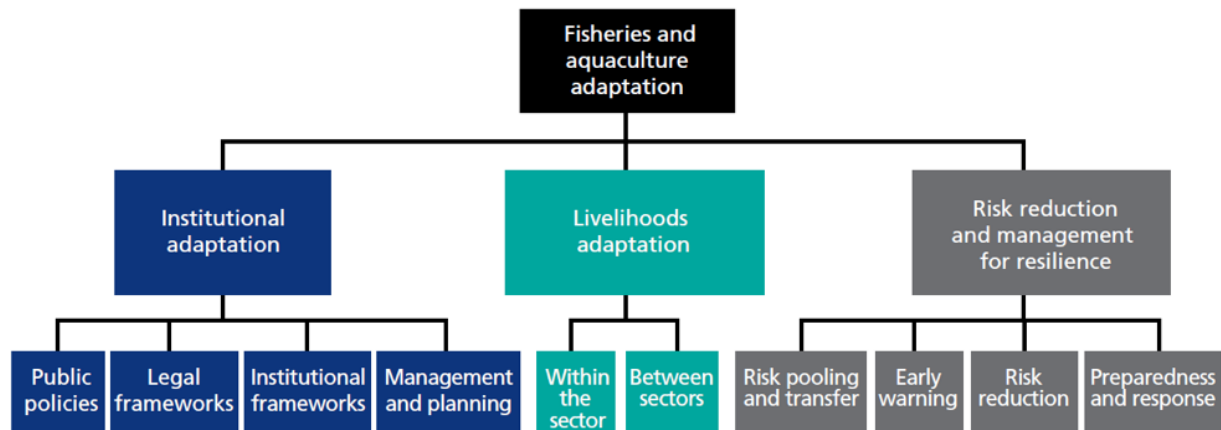 Fisheries and
aquaculture
adaptation
Institutional
adaptation
Livelihoods
adaptation
Risk reduction
and management
for resilience
Public
policies
Legal
frameworks
Institutional
frameworks
Management
and planning
Within
the
sector
Between
sectors
Risk pooling
and transfer
Early
warning
Risk
reduction
Preparedness
and response